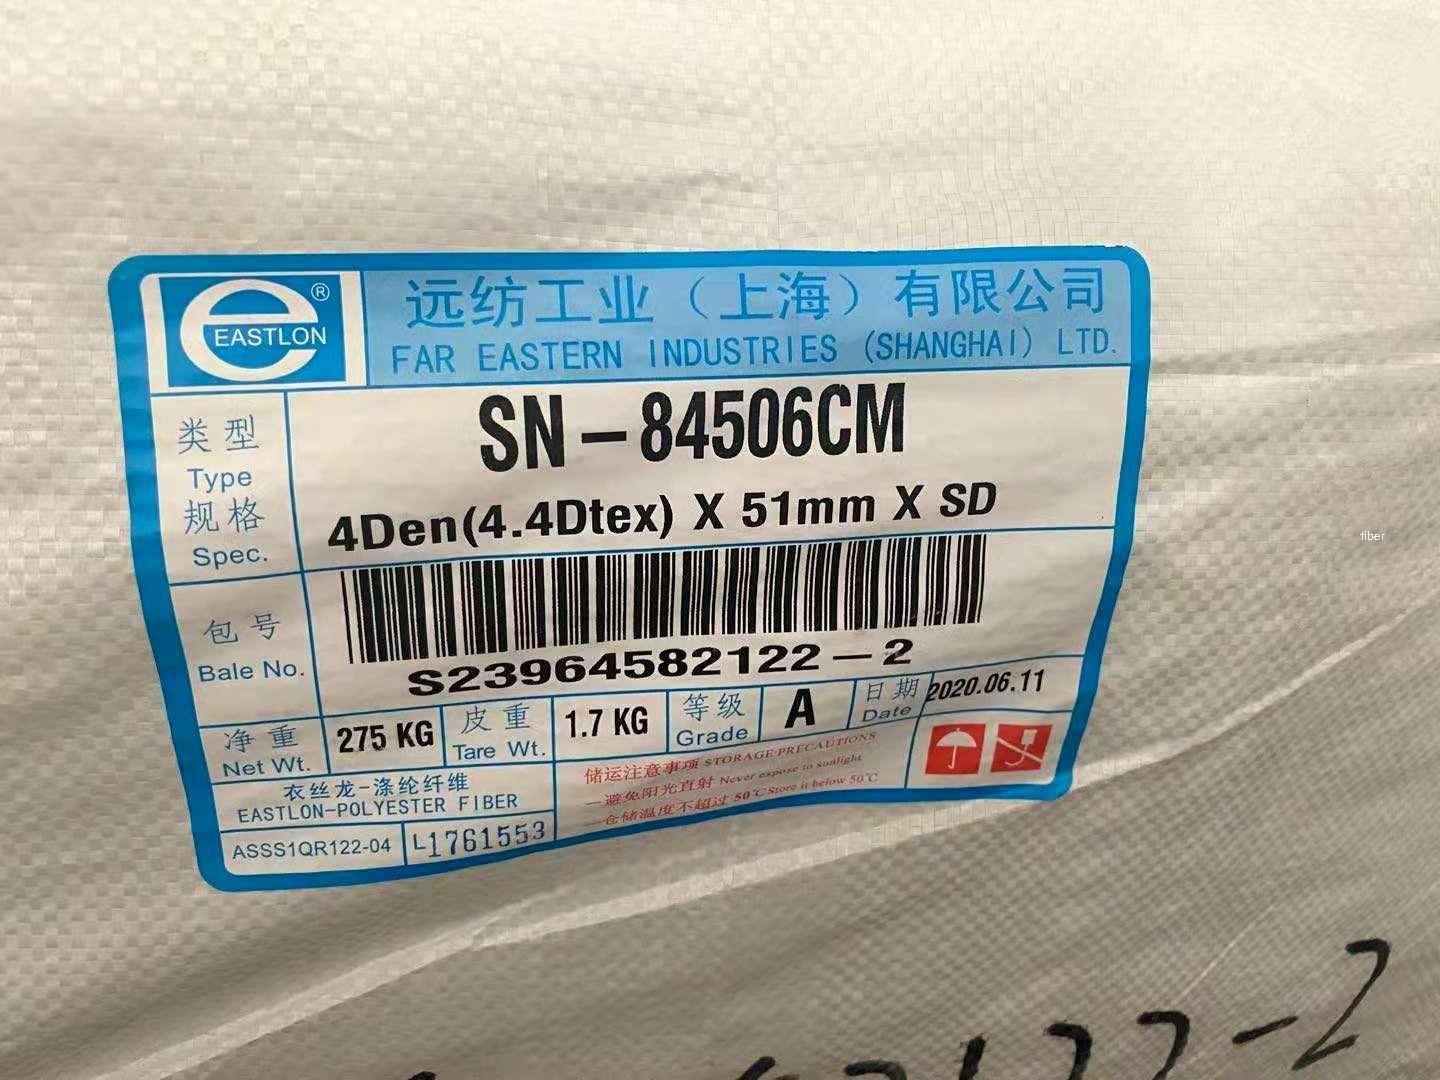 EASTLON ®
远纺工业（上海）有限公司
FAR EASTERN INDUSTRIES (SHANGHAI) LTD.
类型
Type
SN-84506CM
规格
Spec.
4Den(4.4Dtex) X 51mm X SD
包号
Bale No.
S23964582122-2
净重
Net Wt.
275 KG
皮重
Tare Wt.
1.7 KG
等级
Grade
A
日期
Date
2020.06.11
衣丝龙-涤纶纤维
EASTLON-POLYESTER FIBER
ASSS1QR122-04
L1761553
储运注意事项 STORAGE PRECAUTIONS
—避免阳光直射 Never expose to sunlight
—仓储温度不超过 50℃ Store it below 50℃
fiber
2122-2